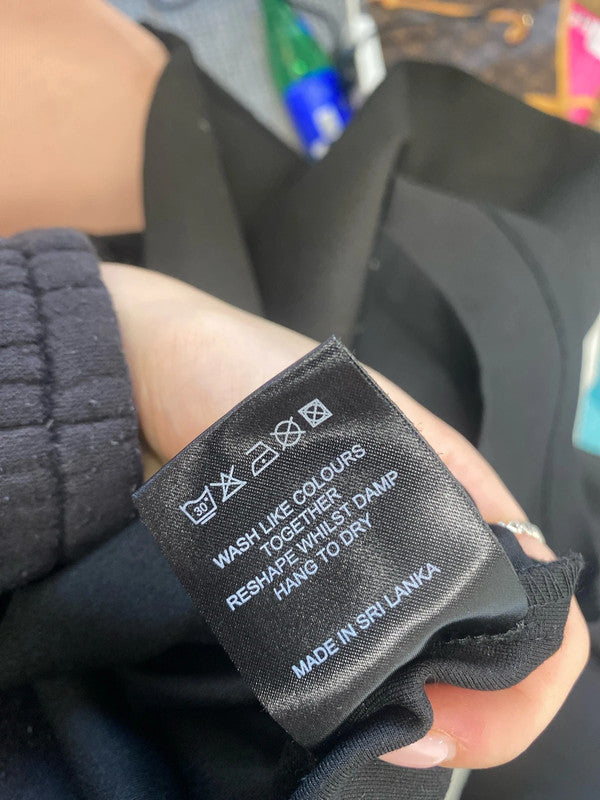 30°
WASH LIKE COLOURS
TOGETHER
RESHAPE WHILST DAMP
HANG TO DRY
MADE IN SRI LANKA